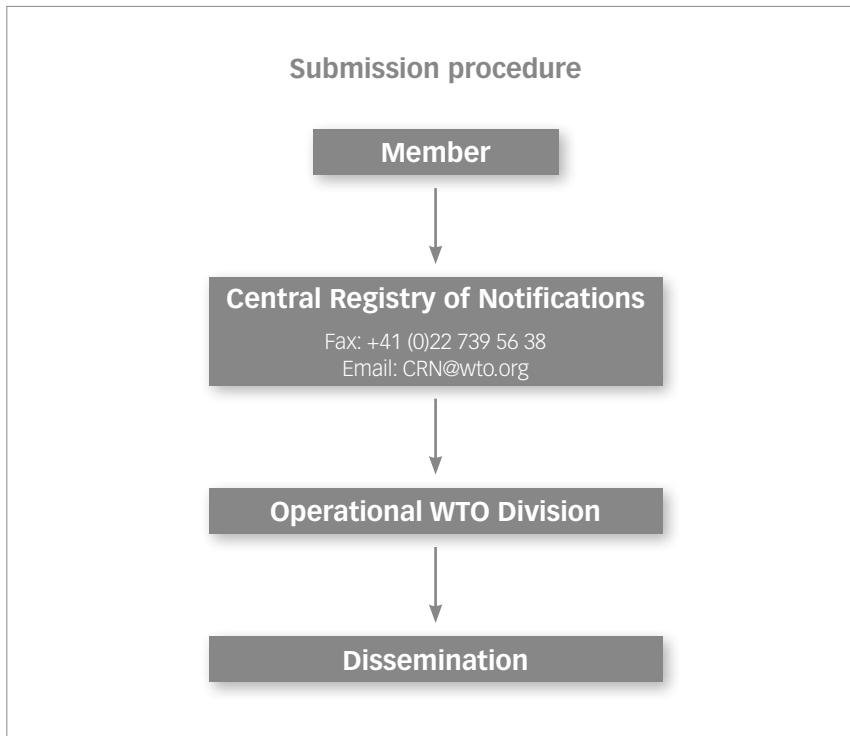 Submission procedure
Member
Central Registry of Notifications
Fax: +41 (0)22 739 56 38
Email: CRN@wto.org
Operational WTO Division
Dissemination